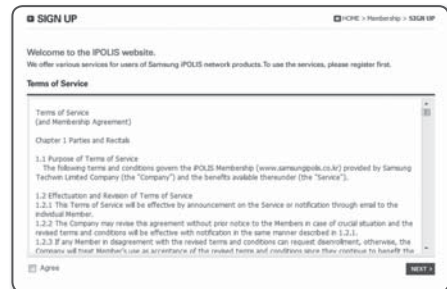 SIGN UP
HOME > Membership > SIGN UP
Welcome to the IPOLIS website.
We offer various services for users of Samsung iPOLIS network products. To use the services, please register first.
Terms of Service
Terms of Service
(and Membership Agreement)
Chapter 1 Parties and Recitals
1.1 Purpose of Terms of Service
The following terms and conditions govern the iPOLIS Membership (www.samsungipolis.co.kr) provided by Samsung
Techwin Limited Company (the "Company") and the benefits available thereunder (the "Service").
1.2 Effectuation and Revision of Terms of Service
1.2.1 This Terms of Service will be effective by announcement on the Service or notification through email to the
individual Member.
1.2.2 The Company may revise the agreement without prior notice to the Members in case of crucial situation and the
revised terms and conditions will be effective with notification in the same manner described in 1.2.1.
1.2.3 If any Member in disagreement with the revised terms and conditions can request disenrollment, otherwise, the
Company will treat Member's use as acceptance of the revised terms and conditions since they continue to benefit the
Agree
NEXT >